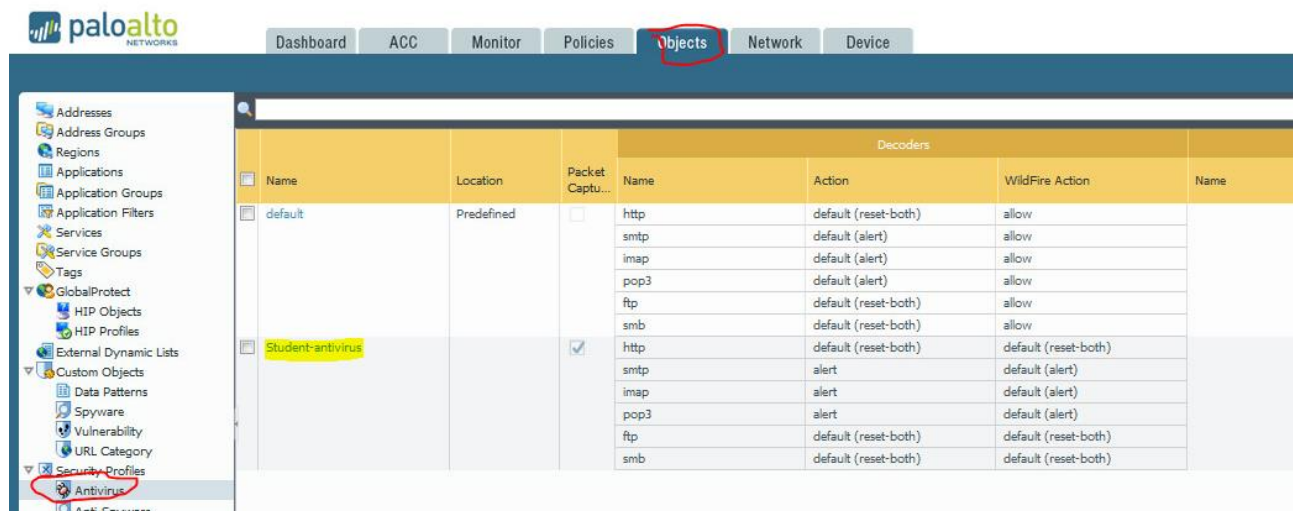 paloalto
NETWORKS
Dashboard ACC Monitor Policies Objects Network Device
Addresses
Address Groups
Regions
Applications
Application Groups
Application Filters
Services
Service Groups
Tags
GlobalProtect
HIP Objects
HIP Profiles
External Dynamic Lists
Custom Objects
Data Patterns
Spyware
Vulnerability
URL Category
Security Profiles
Antivirus
Anti-Spyware
Decoders
Name Location Packet Captu... Name Action WildFire Action Name
default Predefined http default (reset-both) allow
smtp default (alert) allow
imap default (alert) allow
pop3 default (alert) allow
ftp default (reset-both) allow
smb default (reset-both) allow
Student-antivirus http default (reset-both) default (reset-both)
smtp alert default (alert)
imap alert default (alert)
pop3 alert default (alert)
ftp default (reset-both) default (reset-both)
smb default (reset-both) default (reset-both)